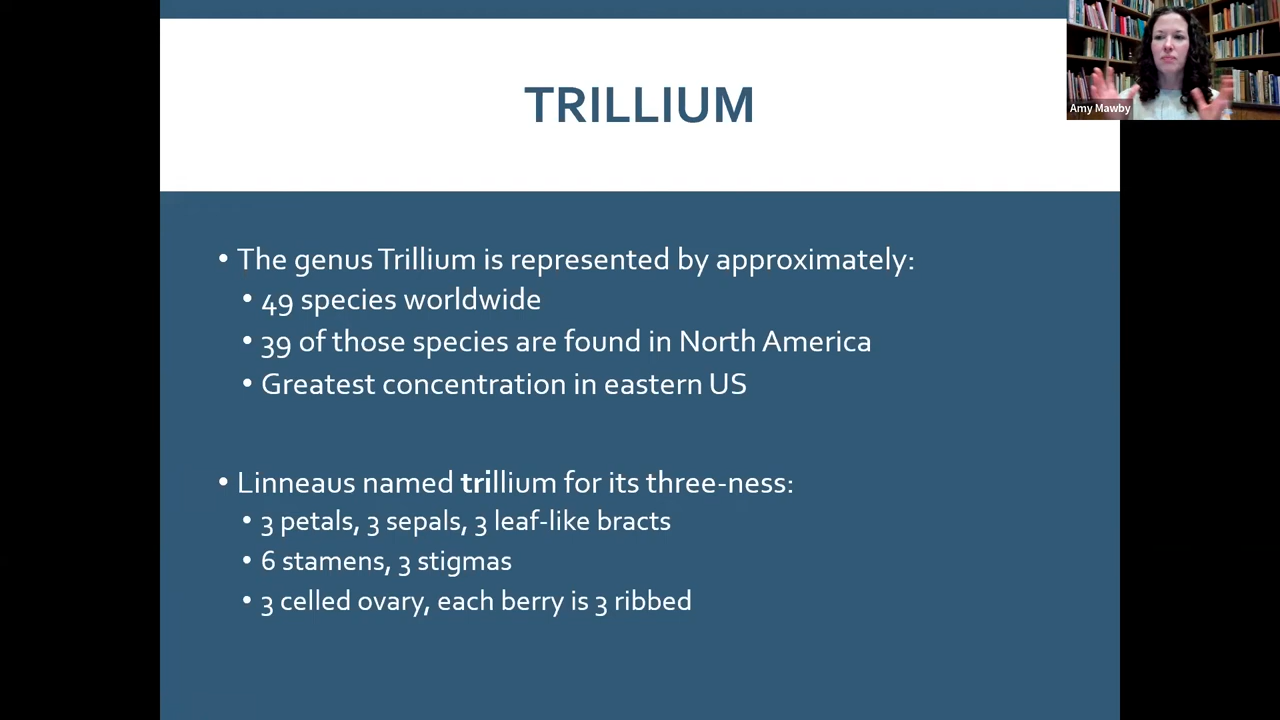 TRILLIUM
Amy Mawby
• The genus Trillium is represented by approximately:
• 49 species worldwide
• 39 of those species are found in North America
• Greatest concentration in eastern US
• Linneaus named trillium for its three-ness:
• 3 petals, 3 sepals, 3 leaf-like bracts
• 6 stamens, 3 stigmas
• 3 celled ovary, each berry is 3 ribbed